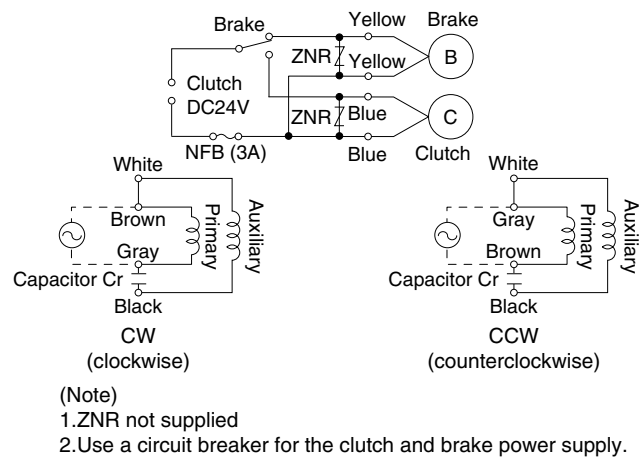 Brake
Yellow
Brake
ZNR
Yellow
B
Clutch
DC24V
ZNR
Blue
C
NFB (3A)
Blue
Clutch
White
Brown
Gray
Capacitor Cr
Black
Primary
Auxiliary
CW
(clockwise)
White
Gray
Brown
Capacitor Cr
Black
Primary
Auxiliary
CCW
(counterclockwise)
(Note)
1.ZNR not supplied
2.Use a circuit breaker for the clutch and brake power supply.